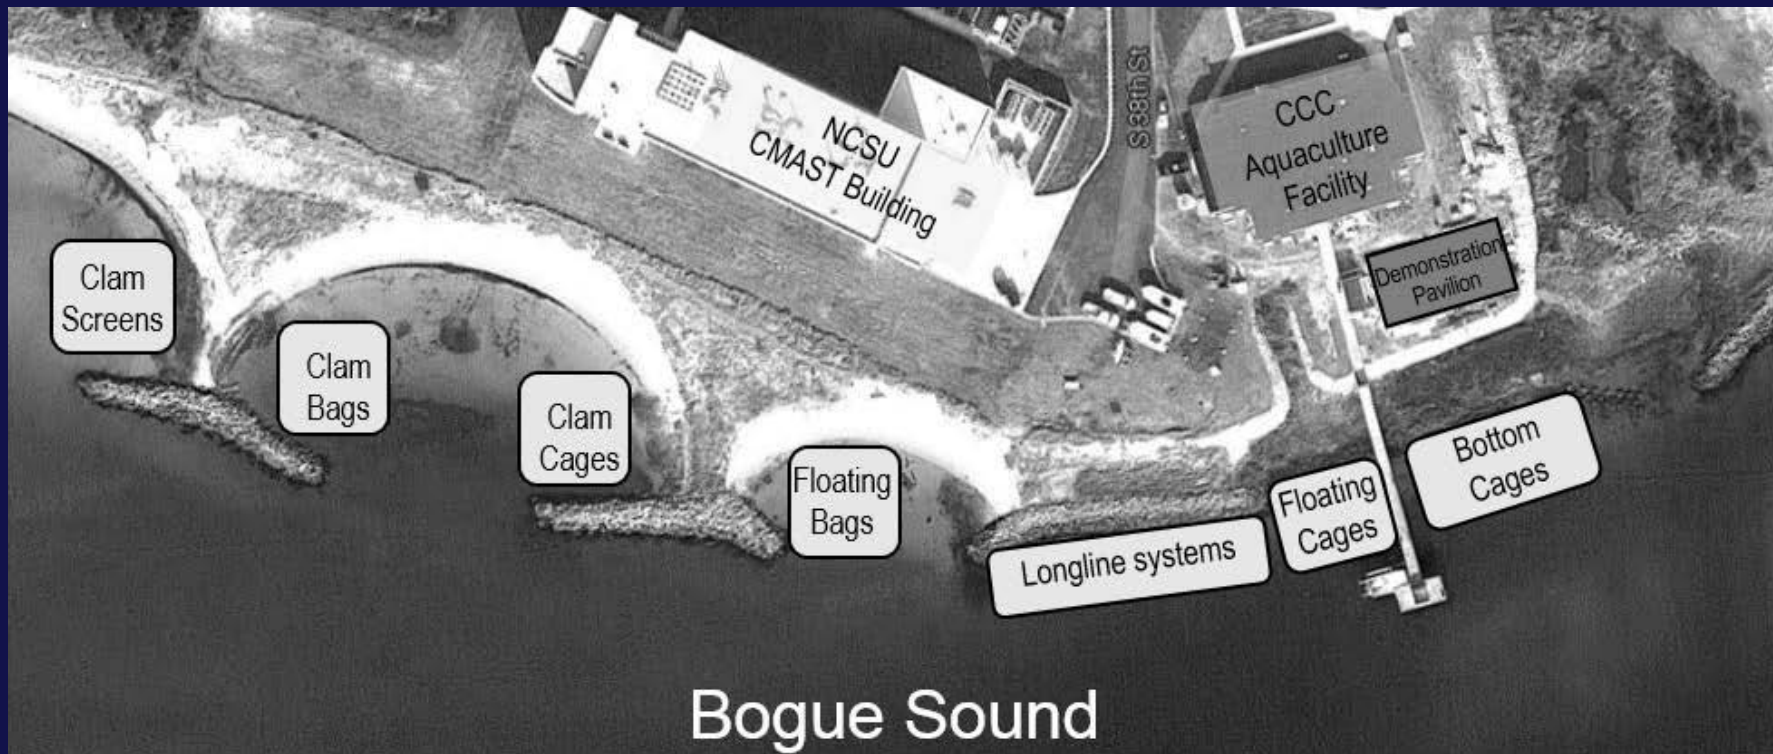 NCSU
CMAST Building
S 38th St
CCC
Aquaculture
Facility
Demonstration
Pavilion
Clam
Screens
Clam
Bags
Clam
Cages
Floating
Bags
Longline systems
Floating
Cages
Bottom
Cages
Bogue Sound